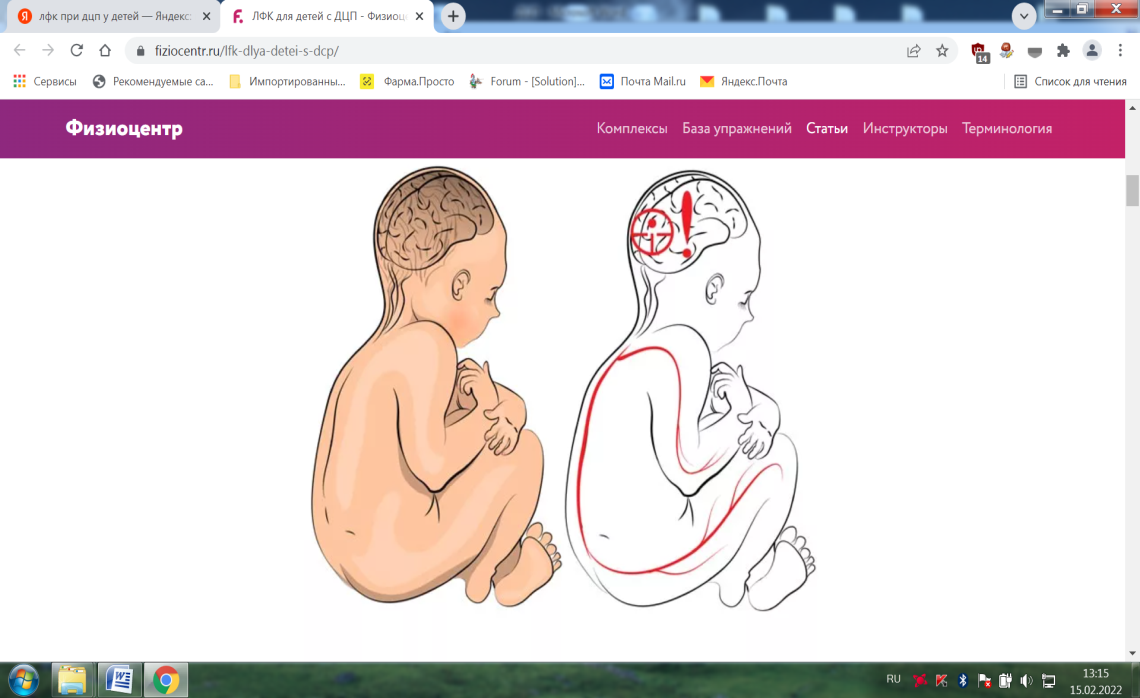 лфк при дцп у детей — Яндекс:
ЛФК для детей с ДЦП - Физиоц
fiziocentr.ru/lfk-dlya-detei-s-dcp/
14
Сервисы
Рекомендуемые са...
Импортированны...
Фарма.Просто
Forum - [Solution]...
Почта Mail.ru
Яндекс.Почта
Список для чтения
Физиоцентр
Комплексы База упражнений Статьи Инструкторы Терминология
RU
13:15
15.02.2022